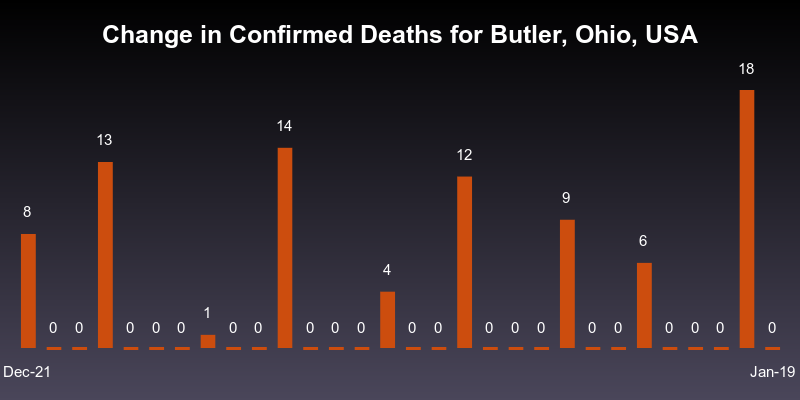 Change in Confirmed Deaths for Butler, Ohio, USA
8 0 0 13 0 0 0 1 0 0 14 0 0 0 4 0 0 12 0 0 0 9 0 0 6 0 0 0 18 0
Dec-21 Jan-19